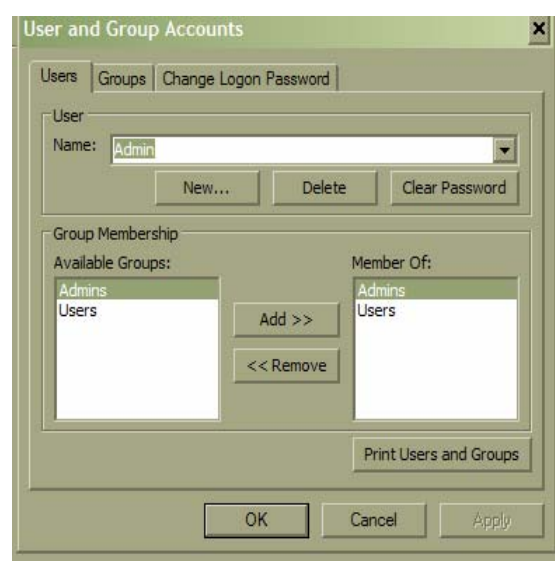 User and Group Accounts
Users Groups Change Logon Password
User
Name: Admin
New... Delete Clear Password
Group Membership
Available Groups: Member Of:
Admins Admins
Users Users
Add >>
<< Remove
Print Users and Groups
OK Cancel Apply